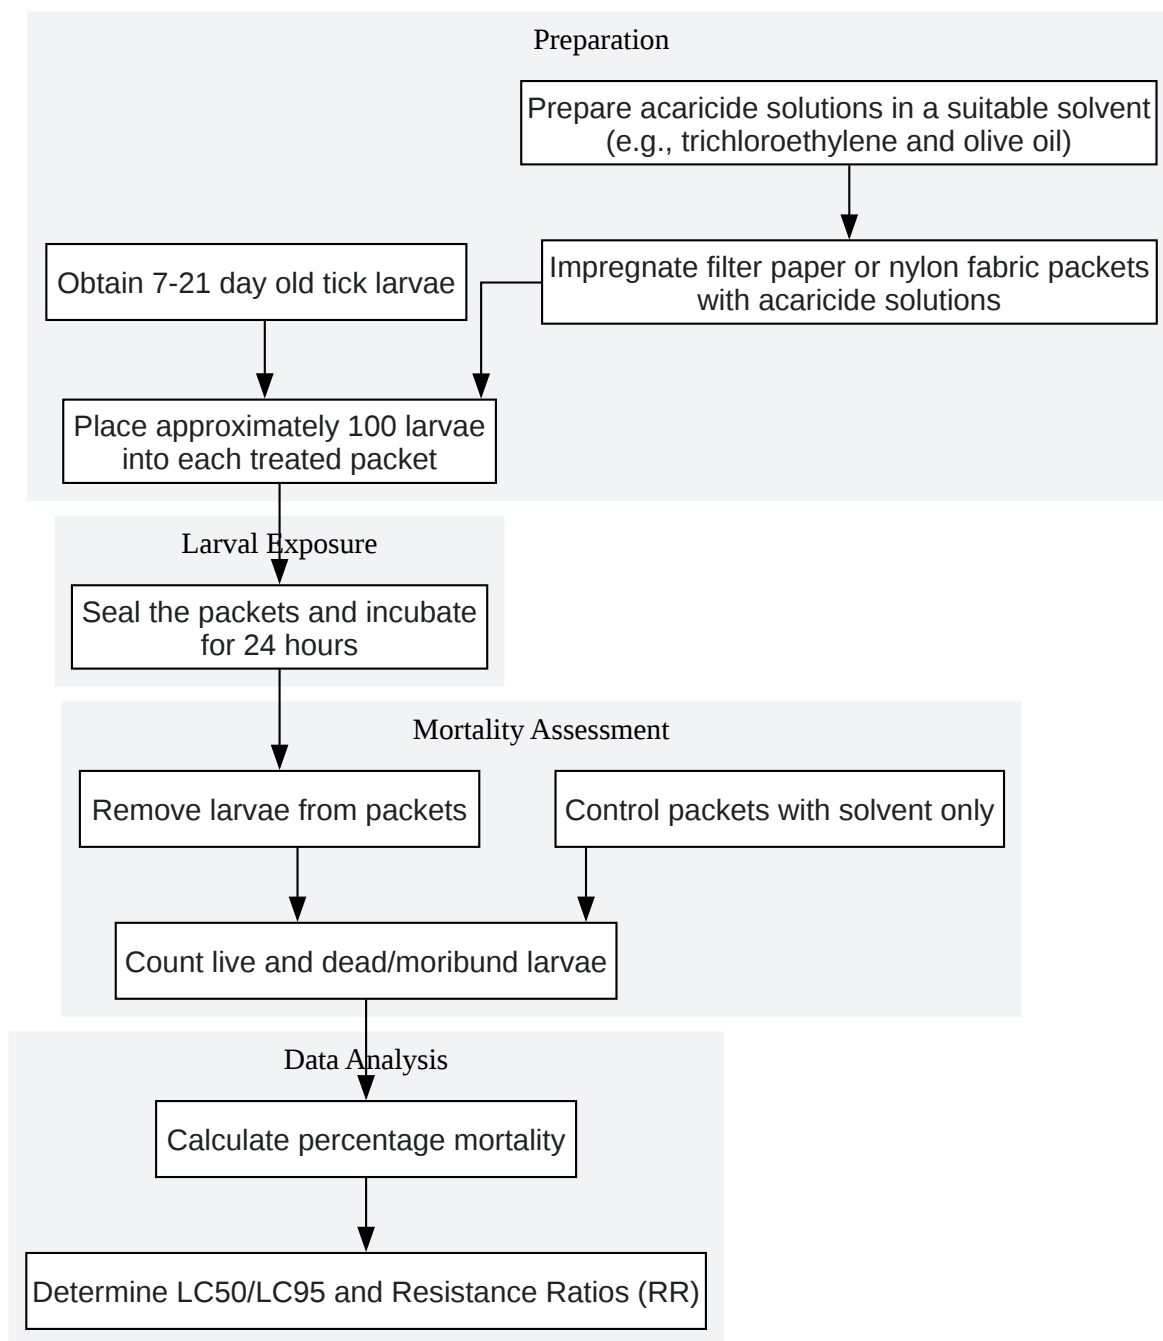 Preparation
Prepare acaricide solutions in a suitable solvent
(e.g., trichloroethylene and olive oil)
Obtain 7-21 day old tick larvae
Impregnate filter paper or nylon fabric packets
with acaricide solutions
Place approximately 100 larvae
into each treated packet
Larval Exposure
Seal the packets and incubate
for 24 hours
Mortality Assessment
Remove larvae from packets
Control packets with solvent only
Count live and dead/moribund larvae
Data Analysis
Calculate percentage mortality
Determine LC50/LC95 and Resistance Ratios (RR)